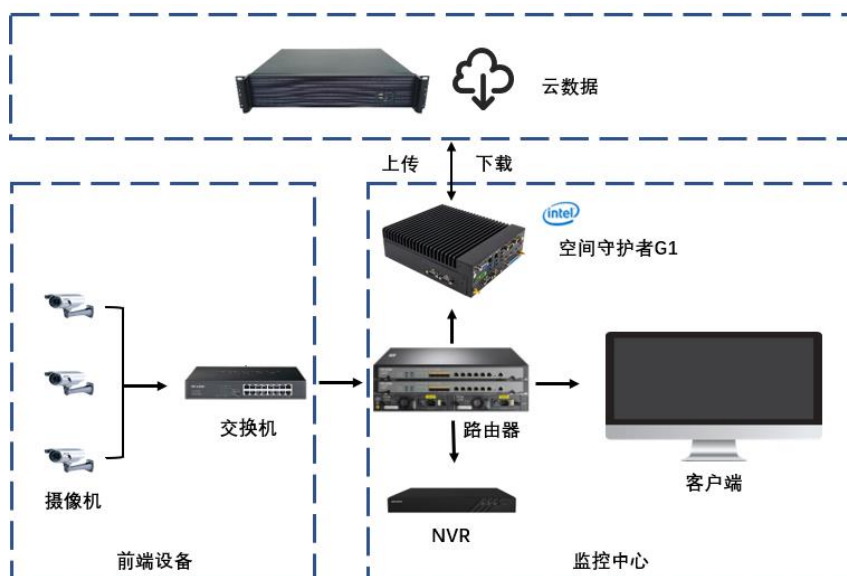 云数据
上传
下载
intel
空间守护者G1
交换机
路由器
摄像机
客户端
NVR
前端设备
监控中心